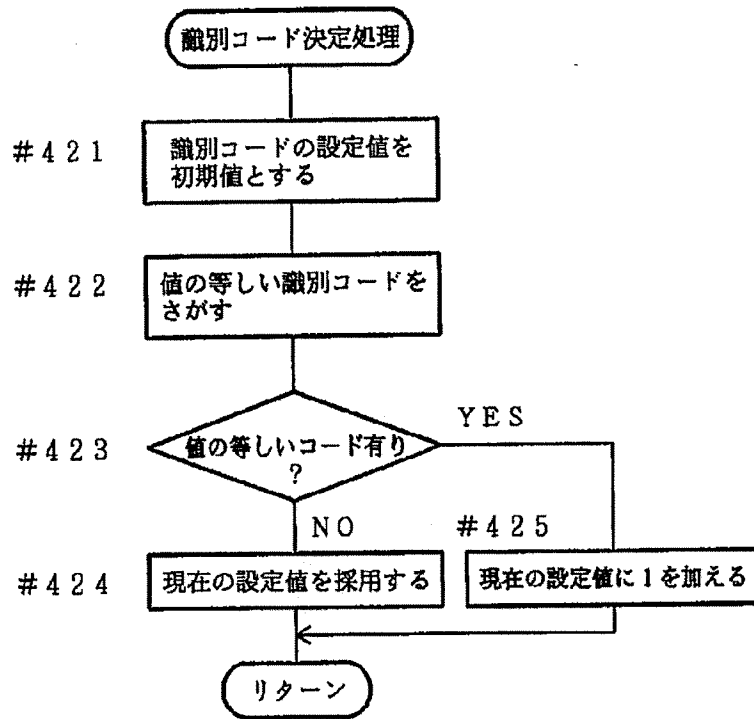 識別コード決定処理
#421
識別コードの設定値を
初期値とする
#422
値の等しい識別コードを
さがす
#423
値の等しいコード有り
?
YES
NO
#424
現在の設定値を採用する
#425
現在の設定値に1を加える
リターン